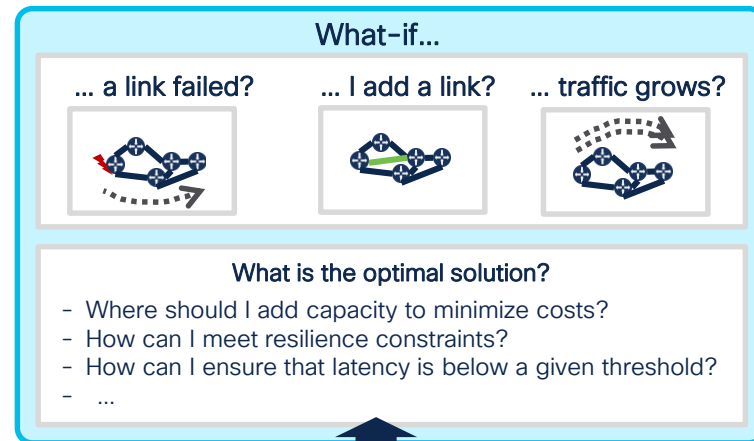 What-if...
... a link failed?
... I add a link?
... traffic grows?
What is the optimal solution?
- Where should I add capacity to minimize costs?
- How can I meet resilience constraints?
- How can I ensure that latency is below a given threshold?
- ...